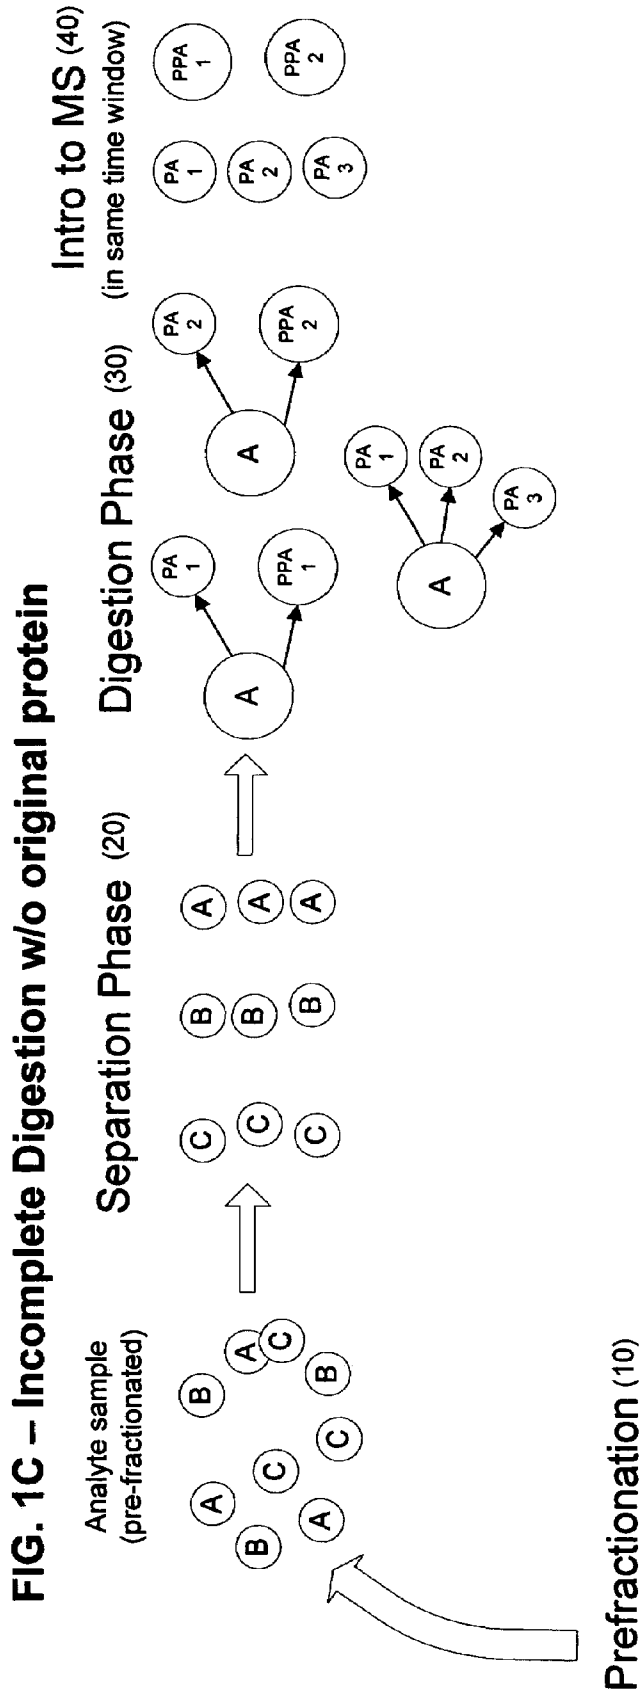 FIG. 1C – Incomplete Digestion w/o original protein
Prefractionation (10)
Analyte sample
(pre-fractionated)
A
B
A
C
C
B
A
C
B
Separation Phase (20)
C
C
C
B
B
B
A
A
A
Digestion Phase (30)
A
PA
1
PPA
1
A
PA
2
PPA
2
A
PA
1
PA
2
PA
3
Intro to MS (40)
(in same time window)
PA
1
PA
2
PA
3
PPA
1
PPA
2